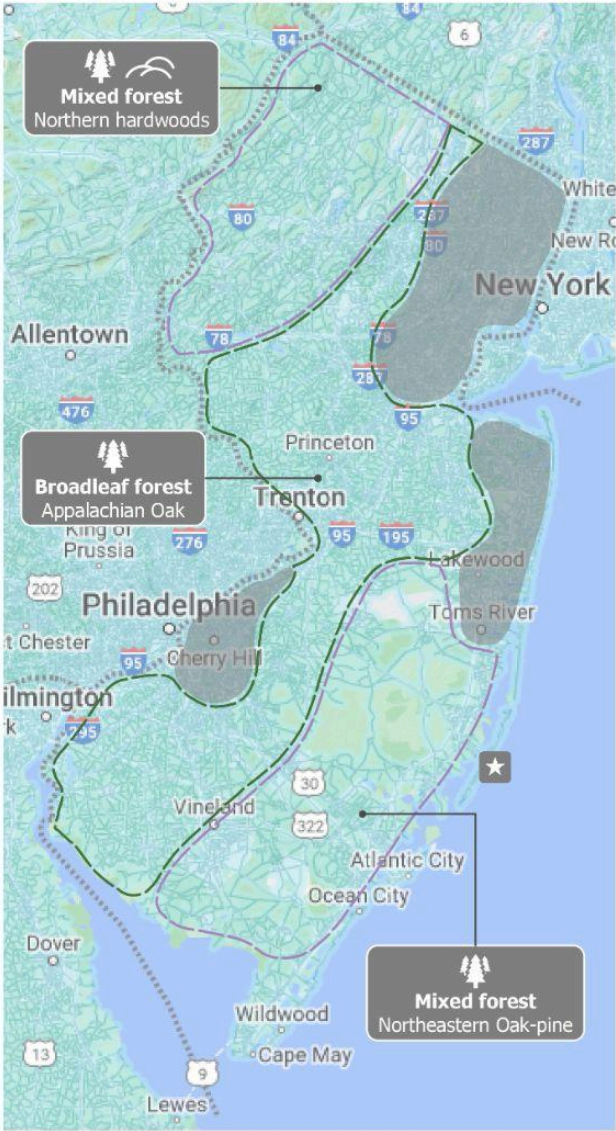 84
84
6
Mixed forest
Northern hardwoods
287
White
New Ro
80
287
80
New York
Allentown
78
78
287
476
95
Princeton
Broadleaf forest
Appalachian Oak
Trenton
King of
Prussia
276
95
195
Lakewood
202
Philadelphia
Toms River
t Chester
Cherry Hill
95
ilmington
rk
295
30
Vineland
322
Atlantic City
Ocean City
Dover
Mixed forest
Northeastern Oak-pine
Wildwood
13
Cape May
9
Lewes